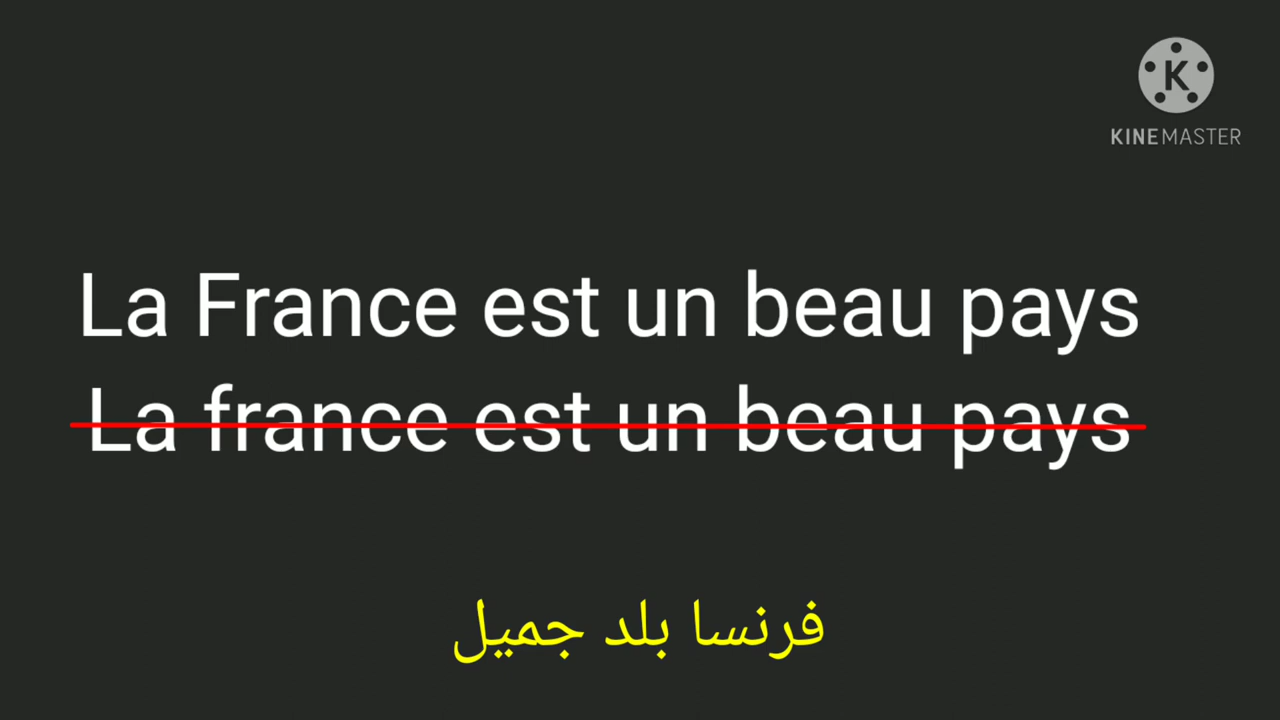 KINEMASTER
La France est un beau pays
La france est un beau pays
فرنسا بلد جميل